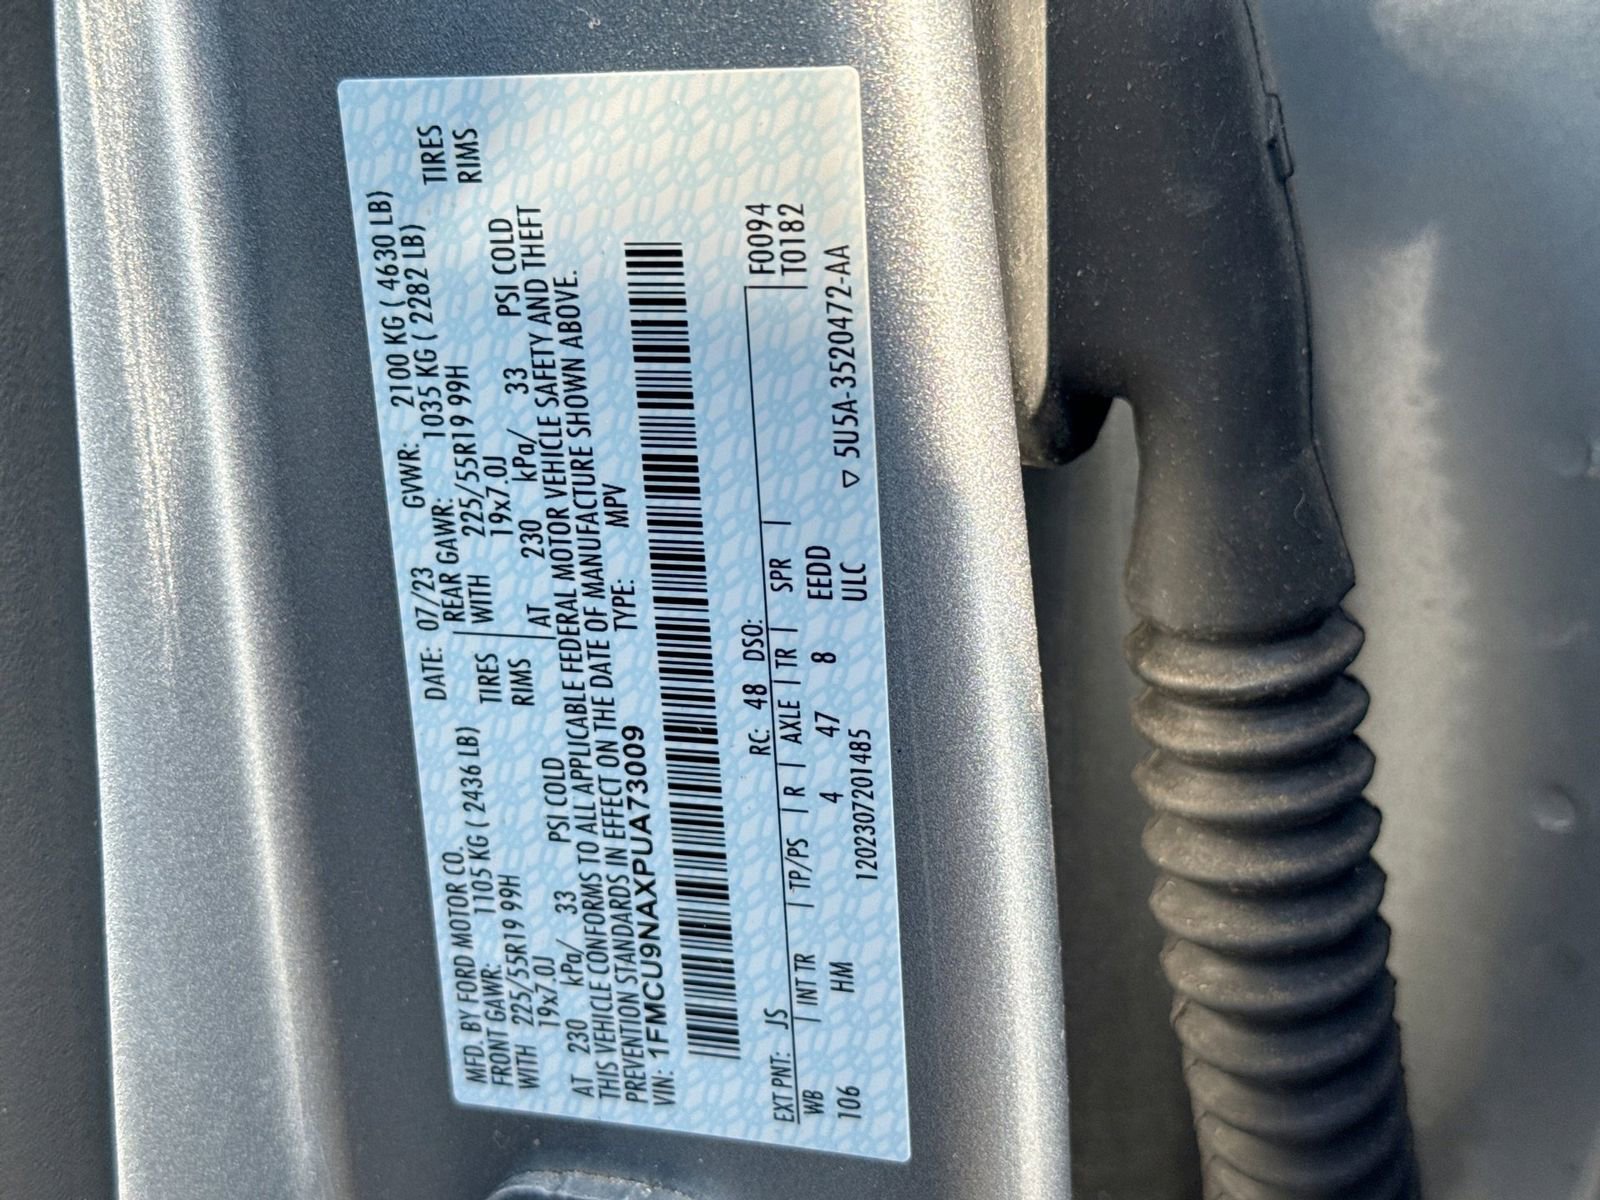 MFD. BY FORD MOTOR CO. DATE: 07/23 GVWR: 2100 KG ( 4630 LB)
FRONT GAWR: 1105 KG ( 2436 LB) REAR GAWR: 1035 KG ( 2282 LB)
WITH 225/55R19 99H TIRES WITH 225/55R19 99H TIRES
19x7.0J RIMS 19x7.0J RIMS
AT 230 kPa/ 33 PSI COLD AT 230 kPa/ 33 PSI COLD
THIS VEHICLE CONFORMS TO ALL APPLICABLE FEDERAL MOTOR VEHICLE SAFETY AND THEFT
PREVENTION STANDARDS IN EFFECT ON THE DATE OF MANUFACTURE SHOWN ABOVE.
VIN: 1FMCU9NAXPUA73009 TYPE: MPV
EXT PNT: JS RC: 48 DSO: F0094
WB INT TR TP/PS R AXLE TR SPR T0182
106 HM 4 47 8 EEDD
1202307201485 ULC ▽ 5U5A-3520472-AA